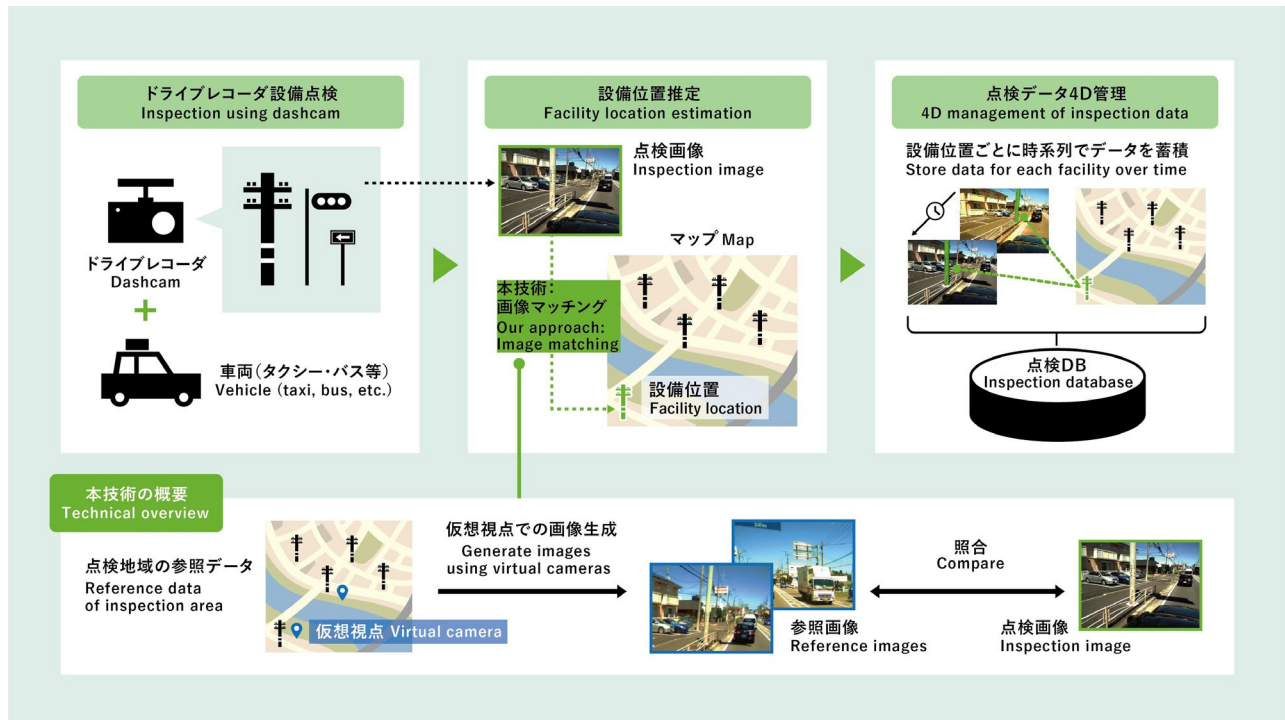 ドライブレコーダ設備点検
Inspection using dashcam
ドライブレコーダ
Dashcam
+
車両(タクシー・バス等)
Vehicle (taxi, bus, etc.)
設備位置推定
Facility location estimation
点検画像
Inspection image
マップ Map
本技術:
画像マッチング
Our approach:
Image matching
設備位置
Facility location
点検データ4D管理
4D management of inspection data
設備位置ごとに時系列でデータを蓄積
Store data for each facility over time
点検DB
Inspection database
本技術の概要
Technical overview
点検地域の参照データ
Reference data
of inspection area
仮想視点 Virtual camera
仮想視点での画像生成
Generate images
using virtual cameras
参照画像
Reference images
照合
Compare
点検画像
Inspection image